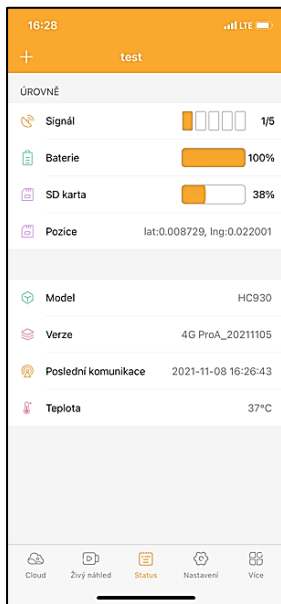 16:28 LTE
+ test
ÚROVNĚ
Signál 1/5
Baterie 100%
SD karta 38%
Pozice lat:0.008729, lng:0.022001
Model HC930
Verze 4G ProA_20211105
Poslední komunikace 2021-11-08 16:26:43
Teplota 37°C
Cloud Živý náhled Status Nastavení Více